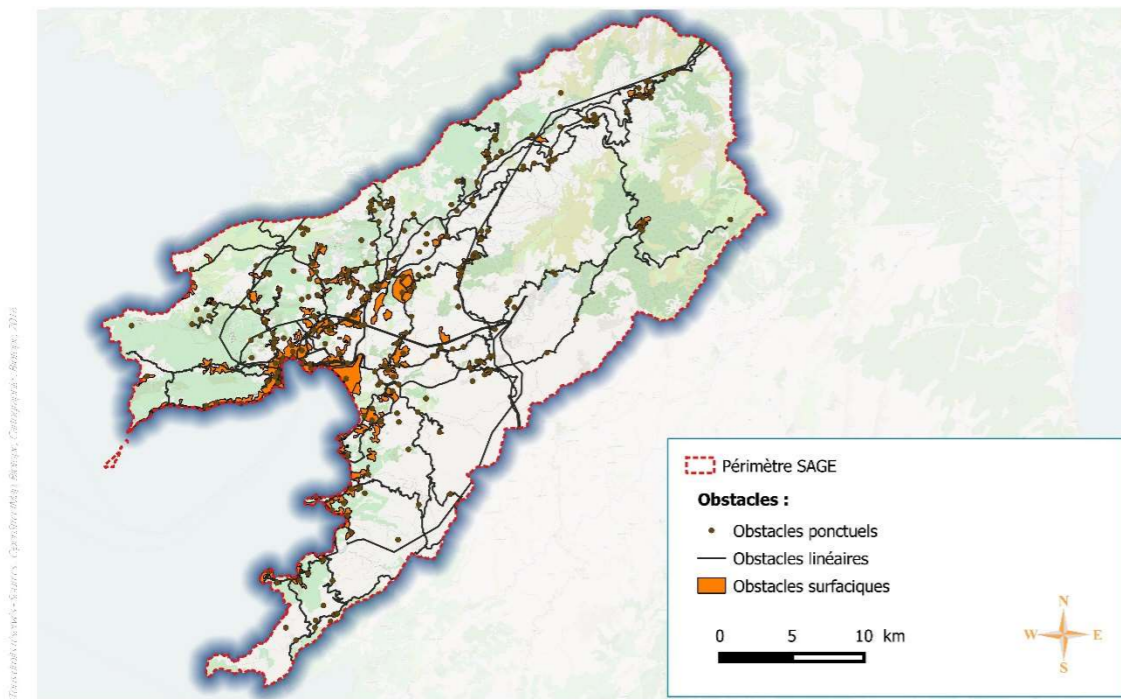 Périmètre SAGE
Obstacles :
Obstacles ponctuels
Obstacles linéaires
Obstacles surfaciques
0 5 10 km
N
W E
S